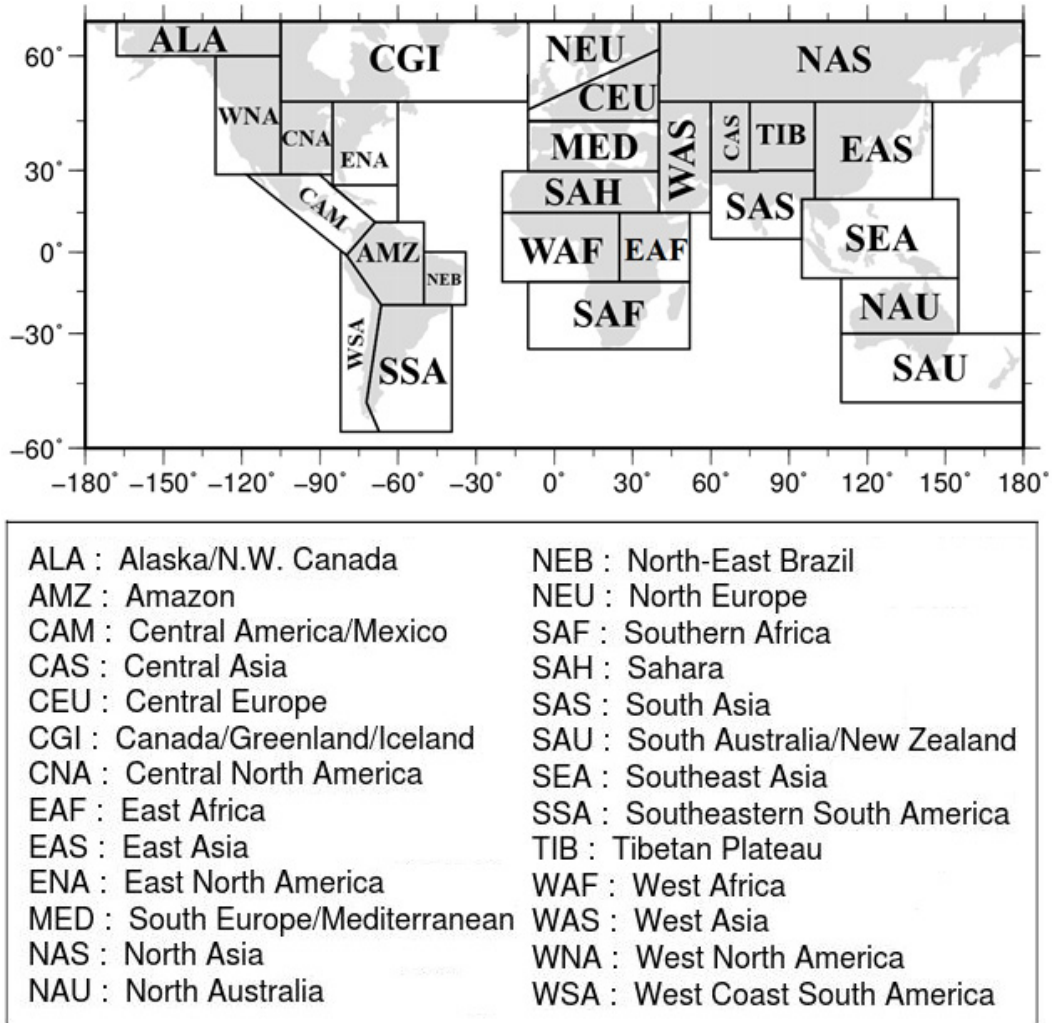 ALA
CGI
NEU
NAS
60°
CEU
WNA
CNA
ENA
MED
WAS
CAS
TIB
EAS
30°
CAM
SAH
SAS
0°
AMZ
NEB
WAF
EAF
SEA
−30°
WSA
SSA
SAF
NAU
SAU
−60°
−180° −150° −120° −90° −60° −30° 0° 30° 60° 90° 120° 150° 180°
ALA : Alaska/N.W. Canada
AMZ : Amazon
CAM : Central America/Mexico
CAS : Central Asia
CEU : Central Europe
CGI : Canada/Greenland/Iceland
CNA : Central North America
EAF : East Africa
EAS : East Asia
ENA : East North America
MED : South Europe/Mediterranean
NAS : North Asia
NAU : North Australia
NEB : North-East Brazil
NEU : North Europe
SAF : Southern Africa
SAH : Sahara
SAS : South Asia
SAU : South Australia/New Zealand
SEA : Southeast Asia
SSA : Southeastern South America
TIB : Tibetan Plateau
WAF : West Africa
WAS : West Asia
WNA : West North America
WSA : West Coast South America